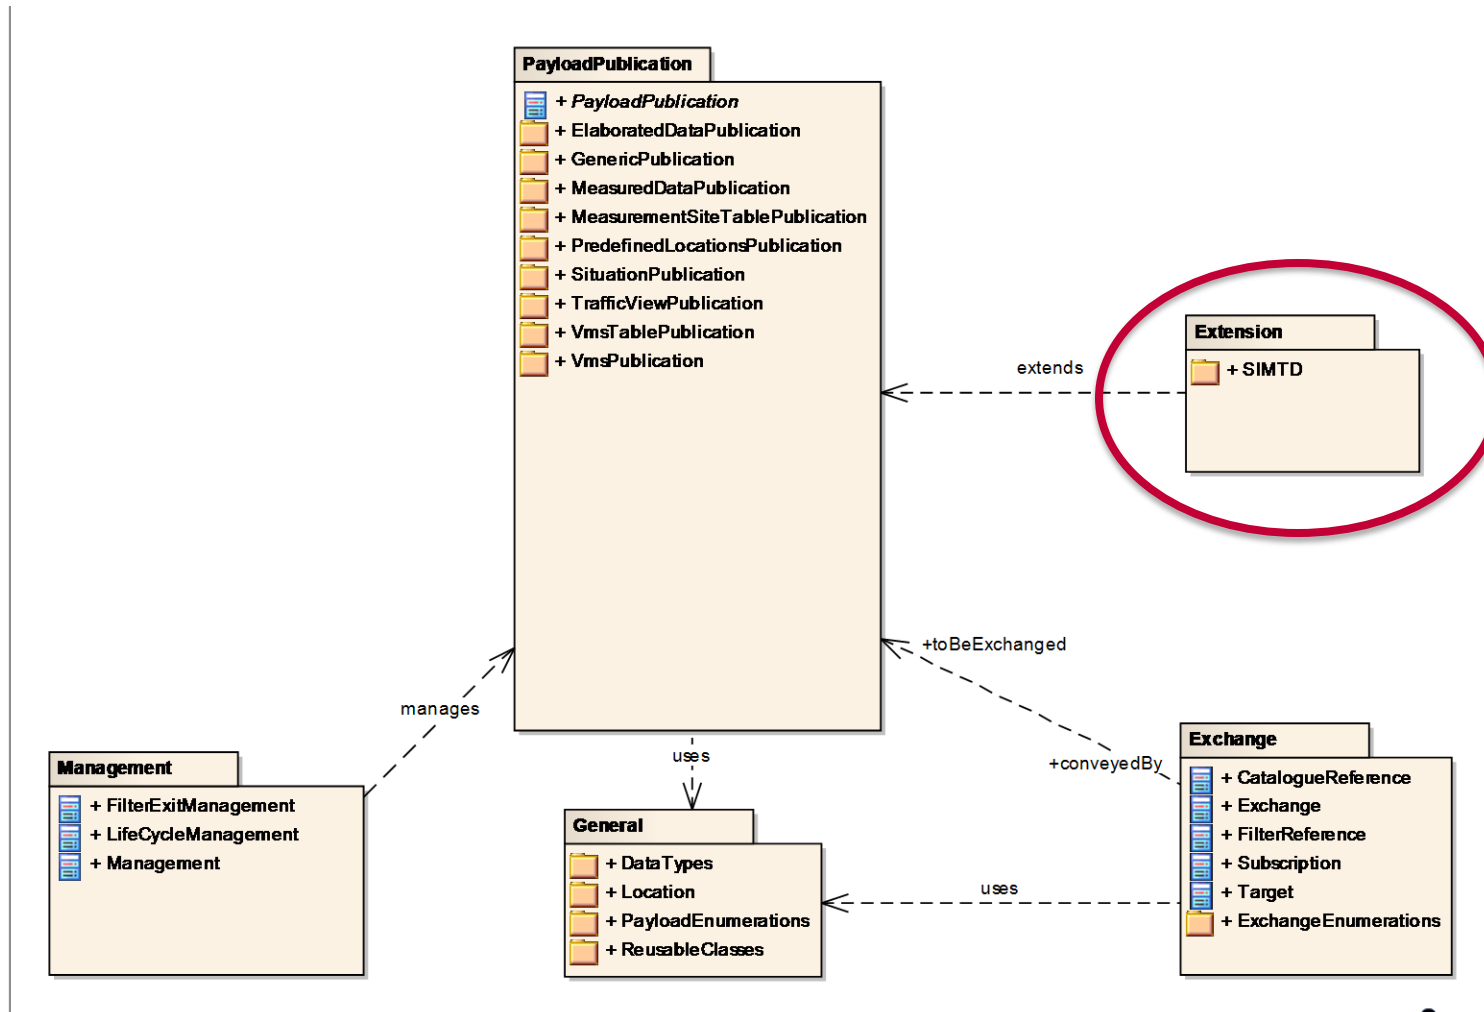 PayloadPublication
+ PayloadPublication
+ ElaboratedDataPublication
+ GenericPublication
+ MeasuredDataPublication
+ MeasurementSiteTablePublication
+ PredefinedLocationsPublication
+ SituationPublication
+ TrafficViewPublication
+ VmsTablePublication
+ VmsPublication
Extension
+ SIMTD
extends
+toBeExchanged
+conveyedBy
manages
uses
Management
+ FilterExitManagement
+ LifeCycleManagement
+ Management
General
+ DataTypes
+ Location
+ PayloadEnumerations
+ ReusableClasses
uses
Exchange
+ CatalogueReference
+ Exchange
+ FilterReference
+ Subscription
+ Target
+ ExchangeEnumerations